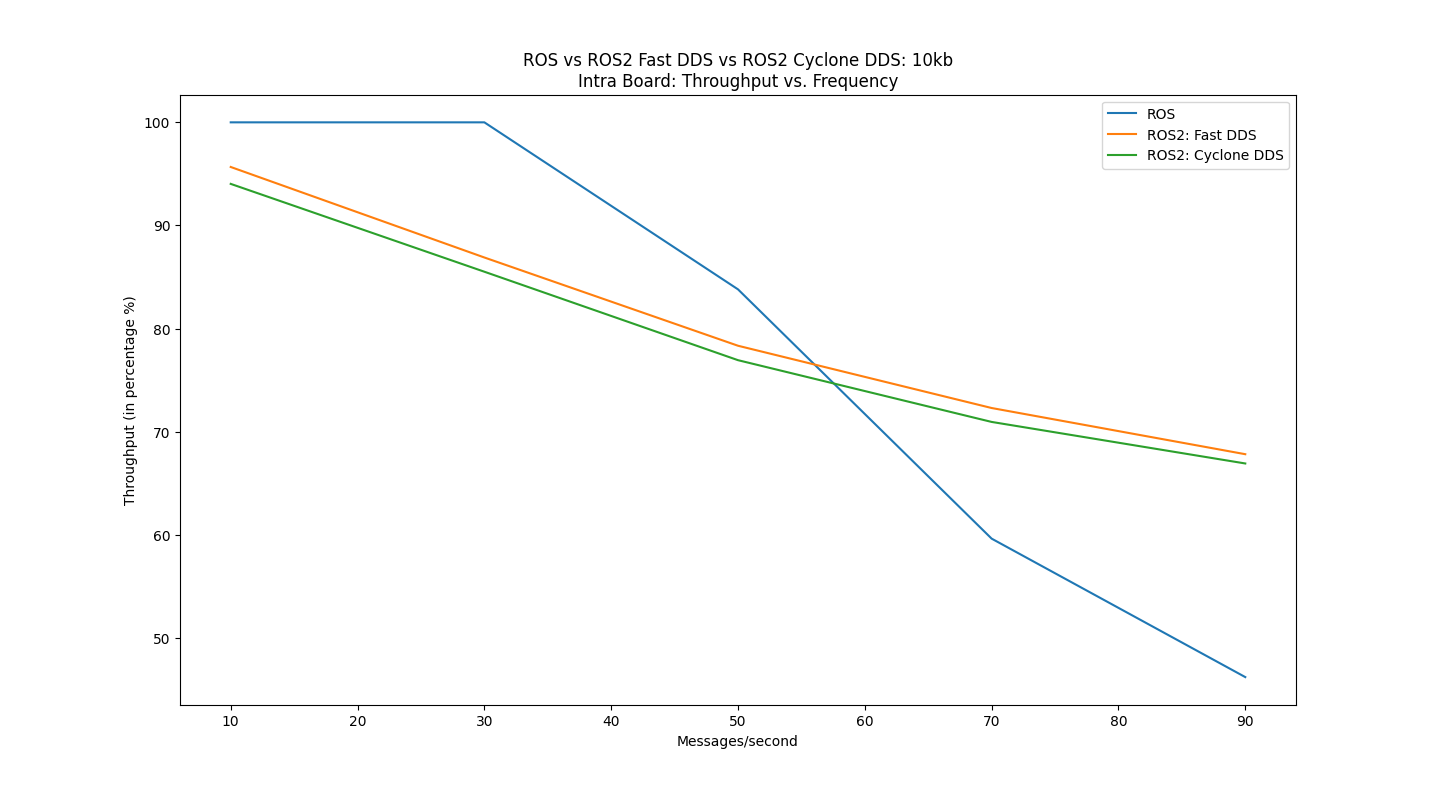 ROS vs ROS2 Fast DDS vs ROS2 Cyclone DDS: 10kb
Intra Board: Throughput vs. Frequency
ROS
ROS2: Fast DDS
ROS2: Cyclone DDS
Throughput (in percentage %)
100
90
80
70
60
50
10 20 30 40 50 60 70 80 90
Messages/second